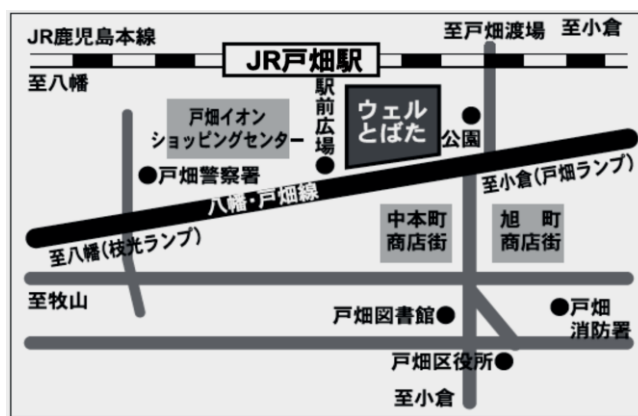 JR鹿児島本線
至戸畑渡場
至小倉
JR戸畑駅
至八幡
戸畑イオン
ショッピングセンター
駅前広場
ウェル
とばた
公園
戸畑警察署
八幡・戸畑線
至小倉(戸畑ランプ)
至八幡(枝光ランプ)
中本町
商店街
旭 町
商店街
至牧山
戸畑図書館
戸畑
消防署
戸畑区役所
至小倉